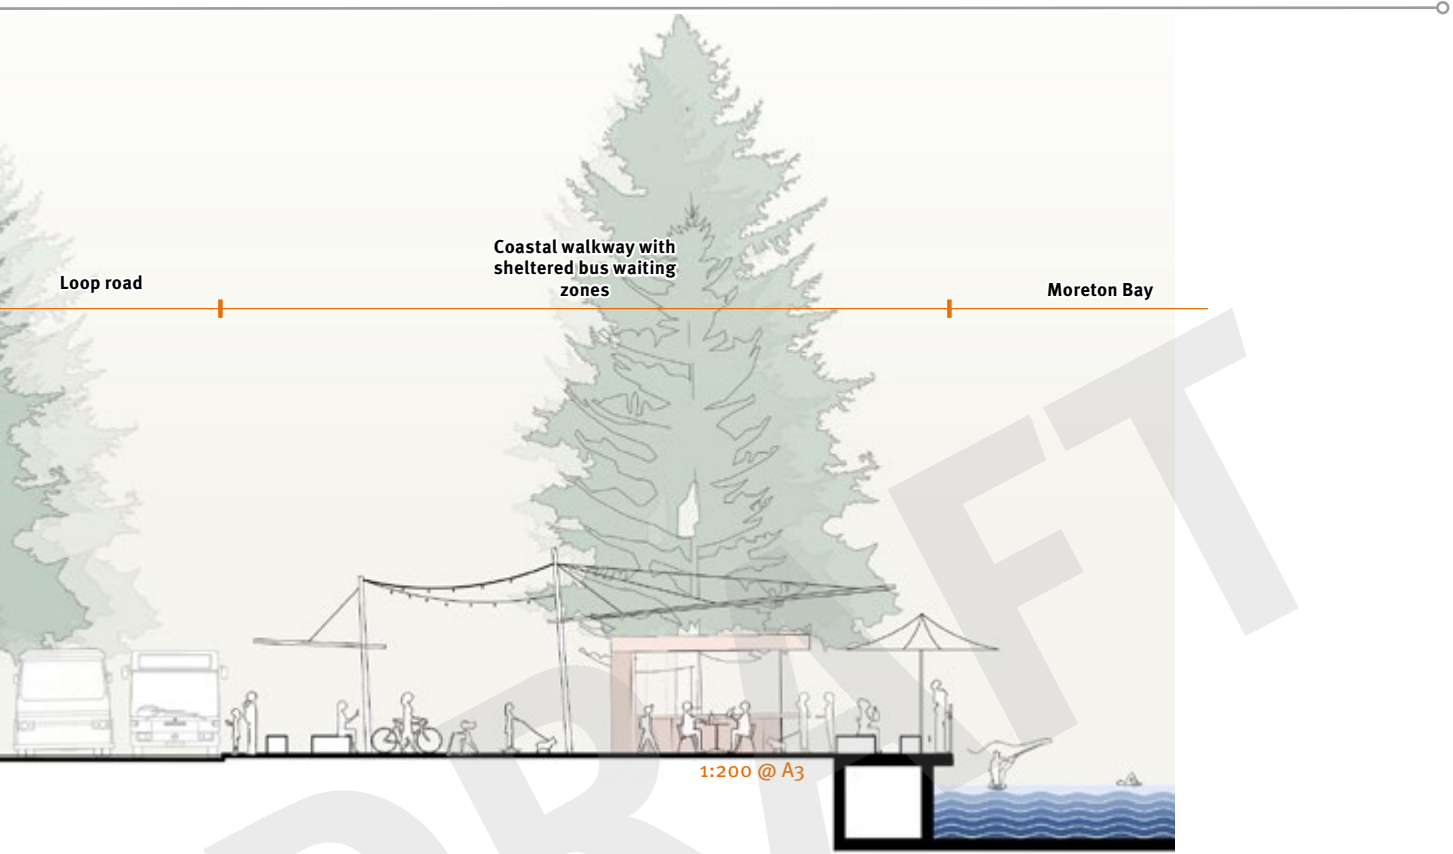 Coastal walkway with
sheltered bus waiting
zones
Loop road
Moreton Bay
1:200 @ A3
DRAFT